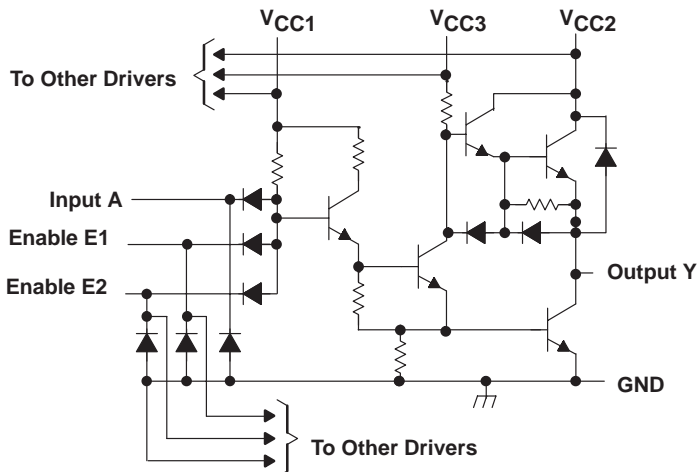 VCC1
VCC3
VCC2
To Other Drivers
Input A
Enable E1
Enable E2
Output Y
GND
To Other Drivers